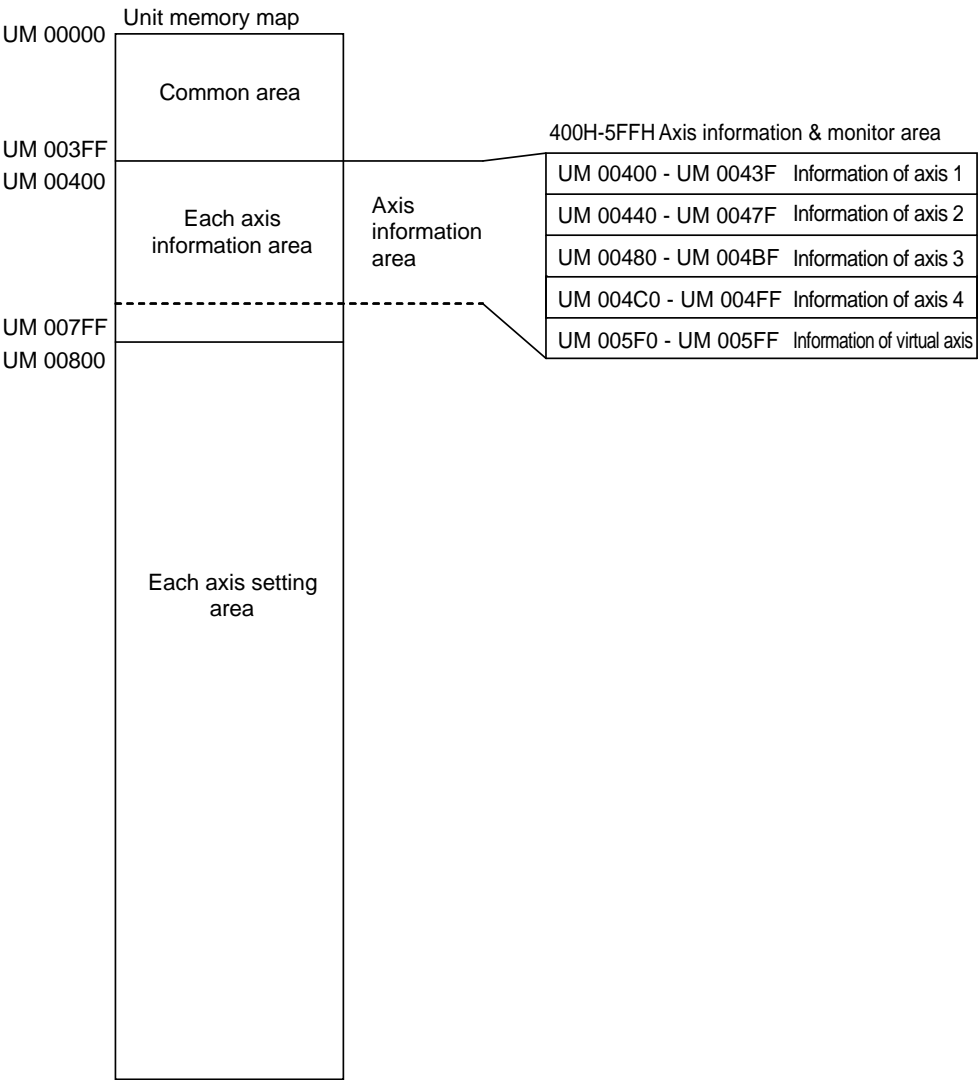 Unit memory map
UM 00000
Common area
UM 003FF
UM 00400
Each axis
information area
Axis
information
area
UM 007FF
UM 00800
Each axis setting
area
400H-5FFH Axis information & monitor area
UM 00400 - UM 0043F Information of axis 1
UM 00440 - UM 0047F Information of axis 2
UM 00480 - UM 004BF Information of axis 3
UM 004C0 - UM 004FF Information of axis 4
UM 005F0 - UM 005FF Information of virtual axis